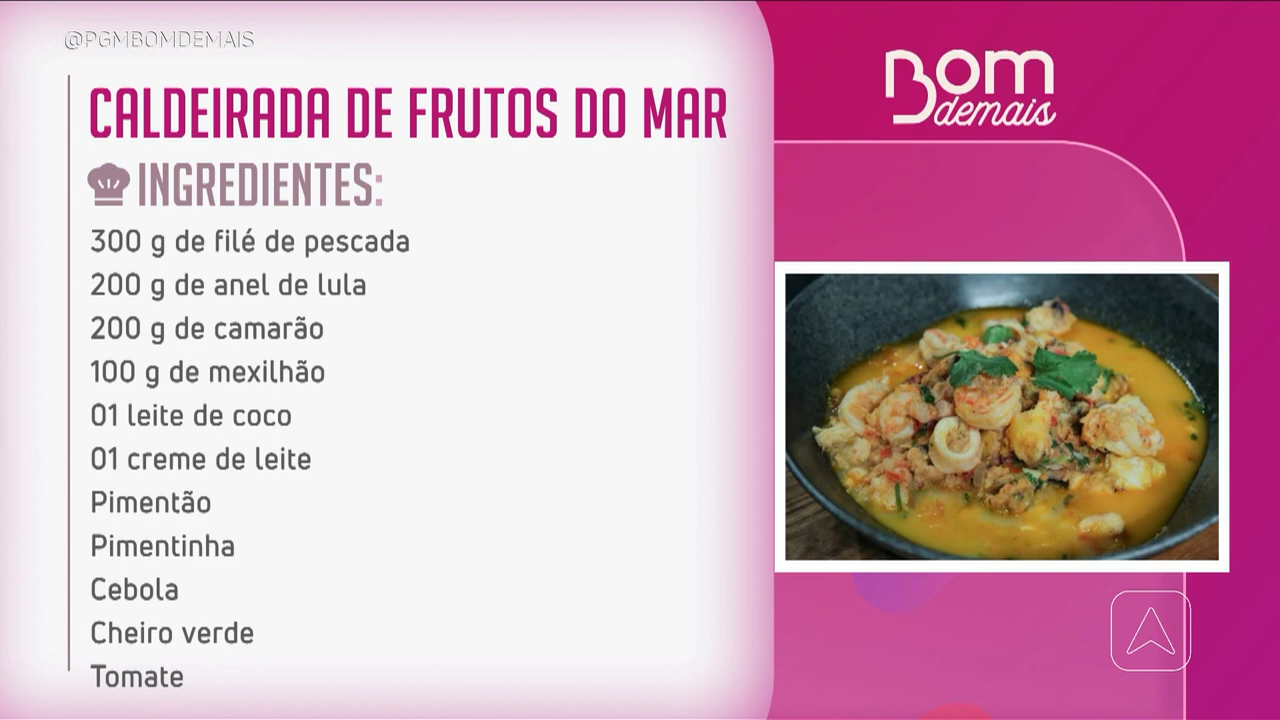 @PGMBOMDEMAIS
CALDEIRADA DE FRUTOS DO MAR
INGREDIENTES:
300 g de filé de pescada
200 g de anel de lula
200 g de camarão
100 g de mexilhão
01 leite de coco
01 creme de leite
Pimentão
Pimentinha
Cebola
Cheiro verde
Tomate
Bom
demais